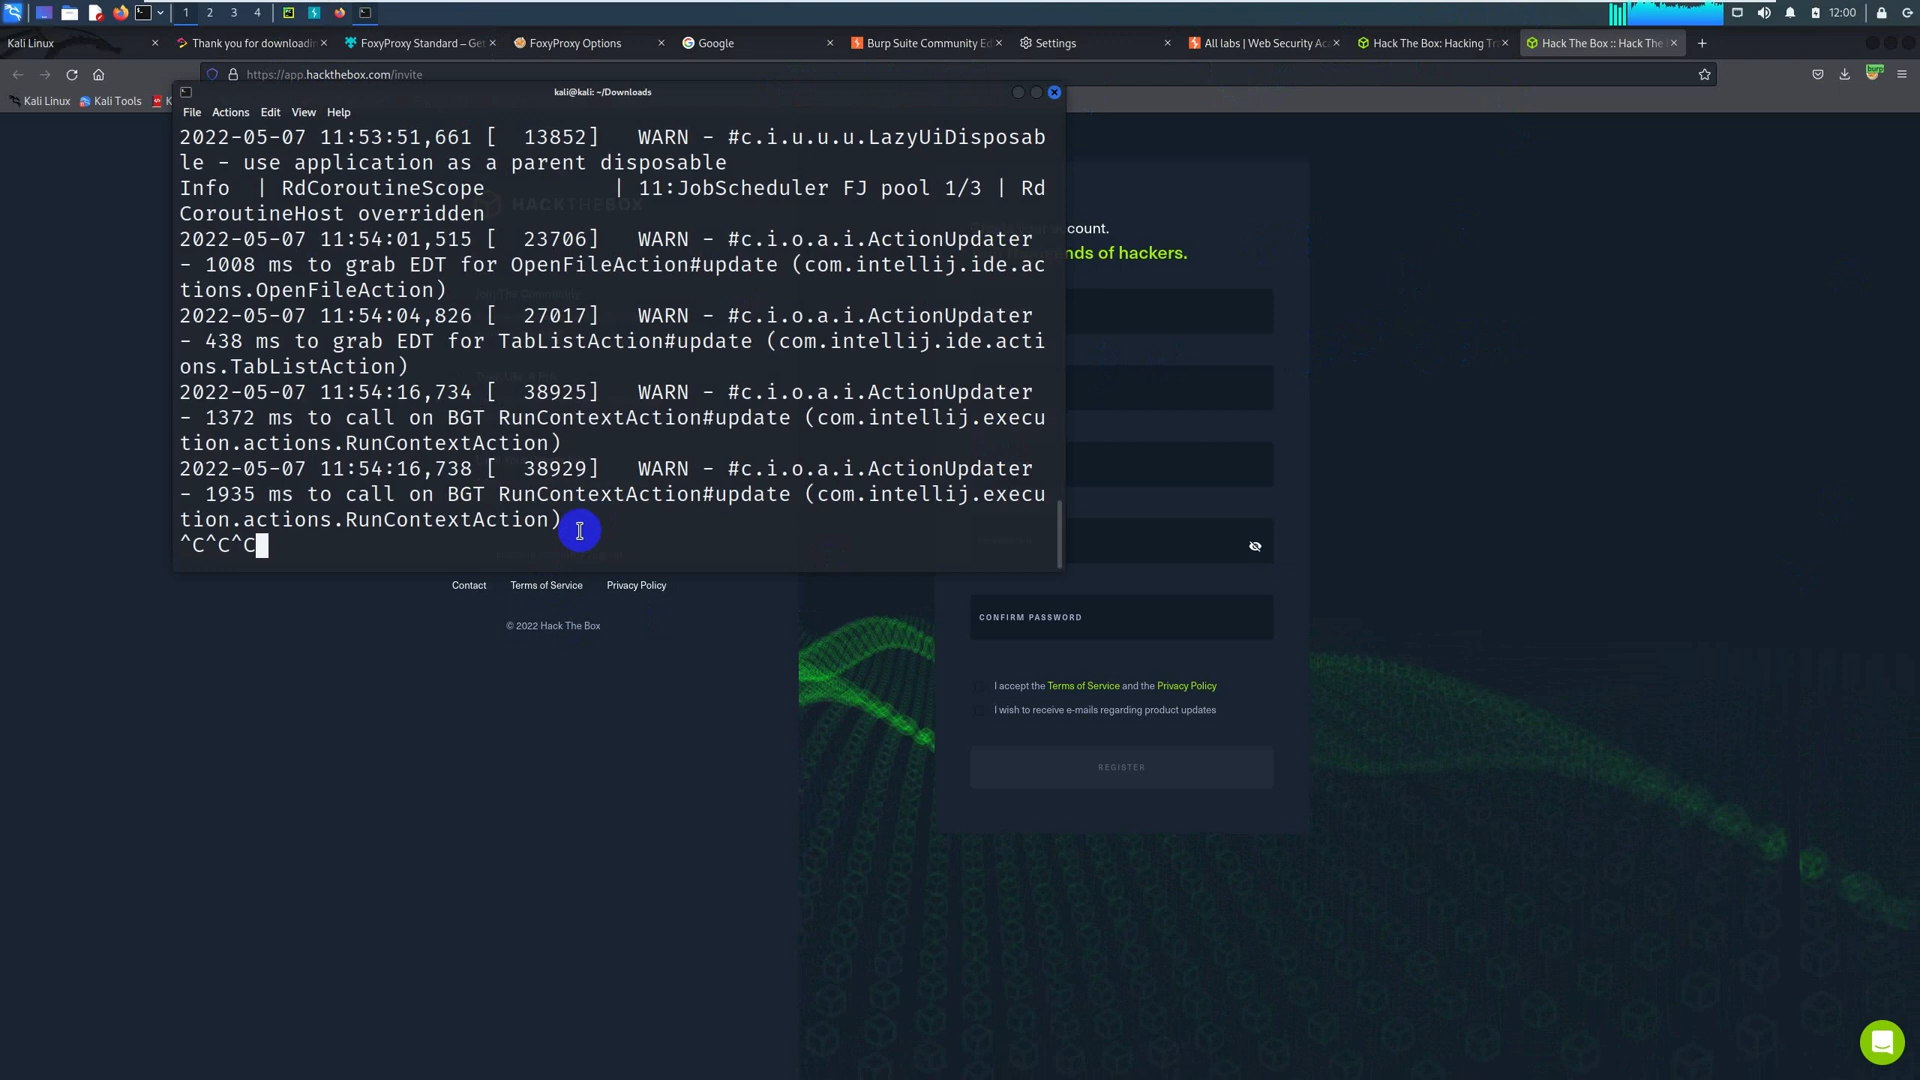 1 2 3 4 12:00
Kali Linux Thank you for downloadin FoxyProxy Standard – Get FoxyProxy Options Google Burp Suite Community Ed Settings All labs | Web Security Aca Hack The Box: Hacking Tra Hack The Box :: Hack The
https://app.hackthebox.com/invite
Kali Linux Kali Tools K
kali@kali: ~/Downloads
File Actions Edit View Help
2022-05-07 11:53:51,661 [  13852]   WARN - #c.i.u.u.u.LazyUiDisposab
le - use application as a parent disposable
Info  | RdCoroutineScope          | 11:JobScheduler FJ pool 1/3 | Rd
CoroutineHost overridden
2022-05-07 11:54:01,515 [  23706]   WARN - #c.i.o.a.i.ActionUpdater
- 1008 ms to grab EDT for OpenFileAction#update (com.intellij.ide.ac
tions.OpenFileAction)
2022-05-07 11:54:04,826 [  27017]   WARN - #c.i.o.a.i.ActionUpdater
- 438 ms to grab EDT for TabListAction#update (com.intellij.ide.acti
ons.TabListAction)
2022-05-07 11:54:16,734 [  38925]   WARN - #c.i.o.a.i.ActionUpdater
- 1372 ms to call on BGT RunContextAction#update (com.intellij.execu
tion.actions.RunContextAction)
2022-05-07 11:54:16,738 [  38929]   WARN - #c.i.o.a.i.ActionUpdater
- 1935 ms to call on BGT RunContextAction#update (com.intellij.execu
tion.actions.RunContextAction)
^C^C^C
HACKTHEBOX
Contact Terms of Service Privacy Policy
© 2022 Hack The Box
count.
nds of hackers.
CONFIRM PASSWORD
I accept the Terms of Service and the Privacy Policy
I wish to receive e-mails regarding product updates
REGISTER